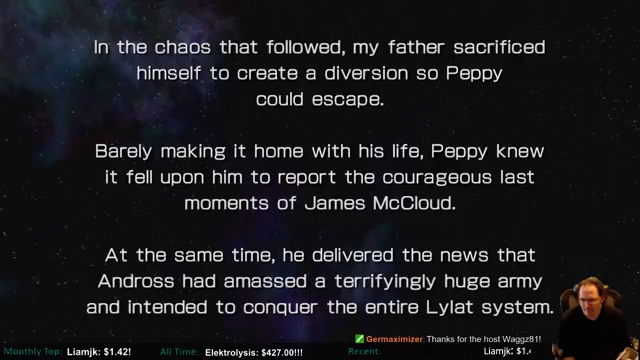 In the chaos that followed, my father sacrificed
himself to create a diversion so Peppy
could escape.
Barely making it home with his life, Peppy knew
it fell upon him to report the courageous last
moments of James McCloud.
At the same time, he delivered the news that
Andross had amassed a terrifyingly huge army
and intended to conquer the entire Lylat system.
Germaximizer: Thanks for the host Waggz81!
Monthly Top: Liamjk: $1.42! All Time: Elektrolysis: $427.00!!! Recent: Liamjk: $1.4